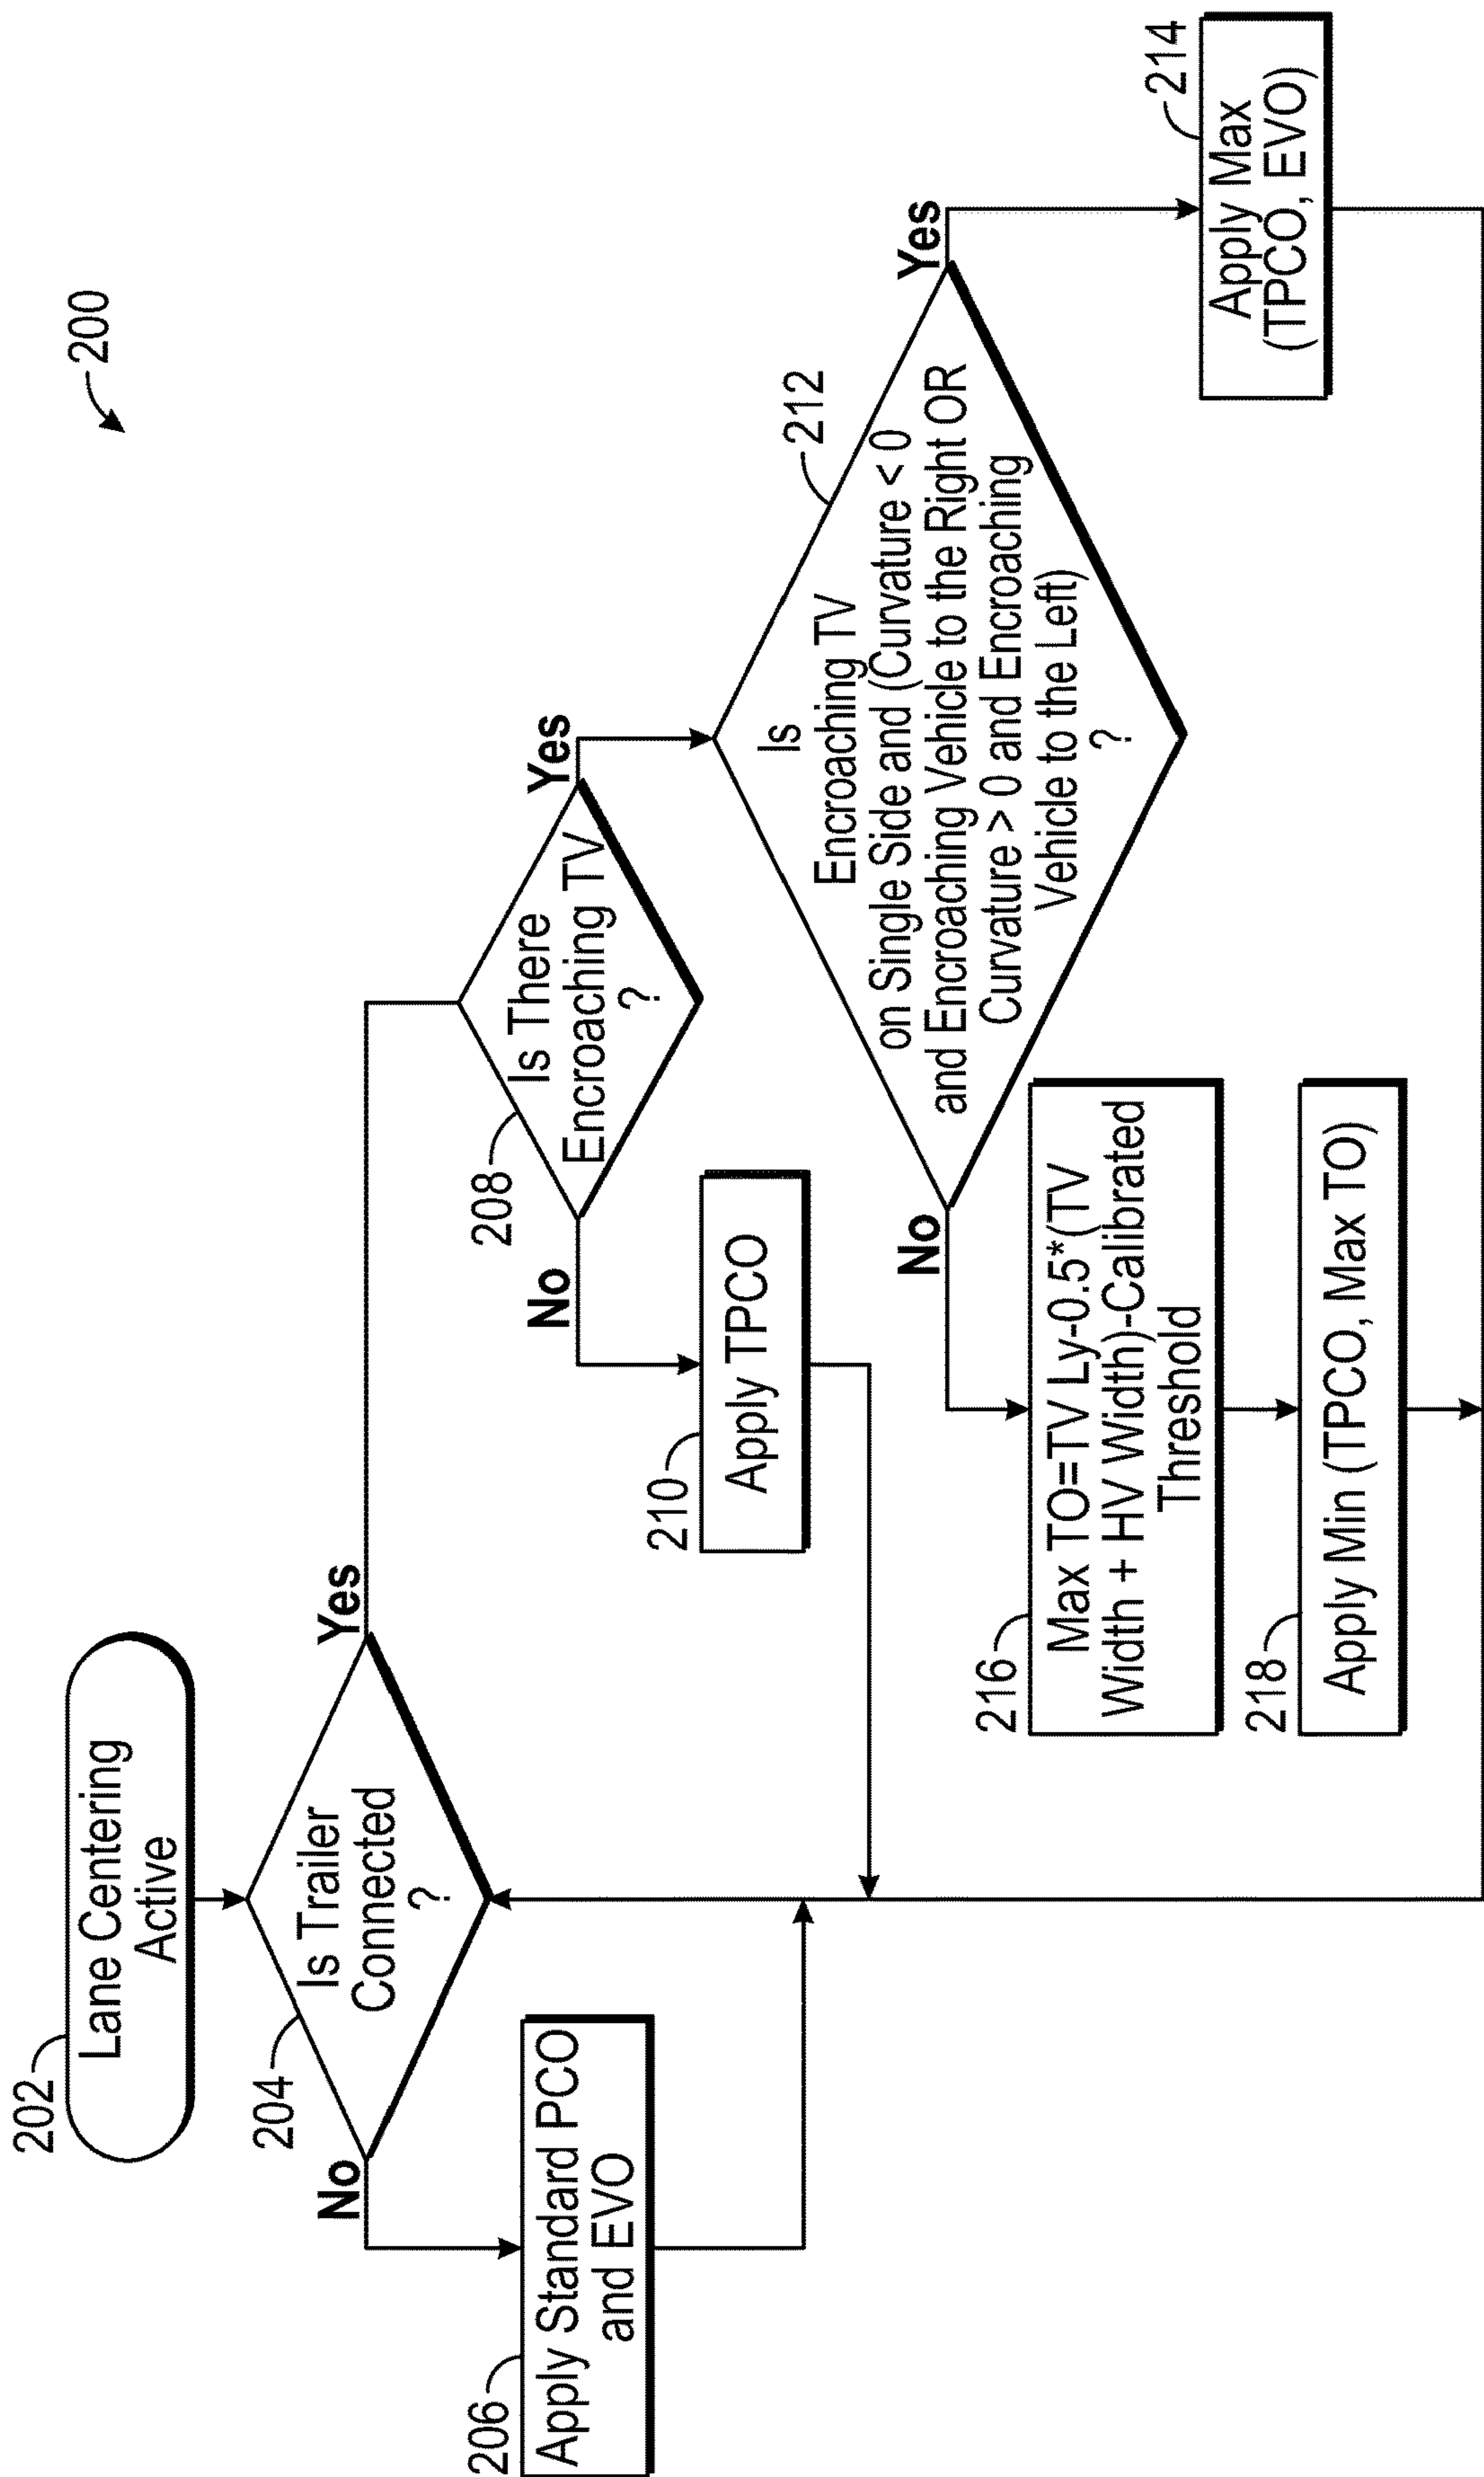 200
202
Lane Centering
Active
204
Is Trailer
Connected
?
No
Yes
206
Apply Standard PCO
and EVO
208
Is There
Encroaching TV
?
No
Yes
210
Apply TPCO
212
Is
Encroaching TV
on Single Side and (Curvature < 0
and Encroaching Vehicle to the Right OR
Curvature > 0 and Encroaching
Vehicle to the Left)
?
No
Yes
214
Apply Max
(TPCO, EVO)
216
Max TO=TV Ly-0.5*(TV
Width + HV Width)-Calibrated
Threshold
218
Apply Min (TPCO, Max TO)